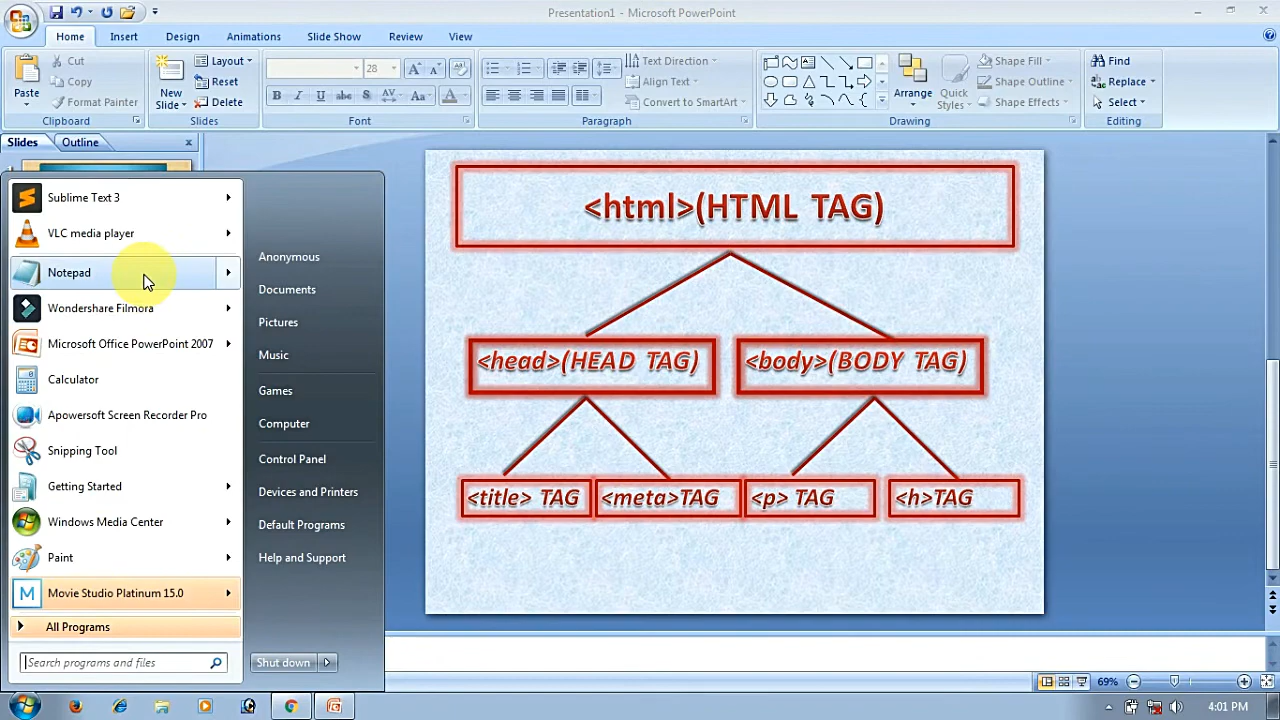 Presentation1 - Microsoft PowerPoint
Home Insert Design Animations Slide Show Review View
Paste
Cut
Copy
Format Painter
Clipboard
New Slide
Layout
Reset
Delete
Slides
28
B I U abc S AV Aa A
Font
Text Direction
Align Text
Convert to SmartArt
Paragraph
Arrange
Quick Styles
Shape Fill
Shape Outline
Shape Effects
Drawing
Find
Replace
Select
Editing
Slides Outline
Sublime Text 3
VLC media player
Notepad
Wondershare Filmora
Microsoft Office PowerPoint 2007
Calculator
Apowersoft Screen Recorder Pro
Snipping Tool
Getting Started
Windows Media Center
Paint
Movie Studio Platinum 15.0
All Programs
Search programs and files
Anonymous
Documents
Pictures
Music
Games
Computer
Control Panel
Devices and Printers
Default Programs
Help and Support
Shut down
<html>(HTML TAG)
<head>(HEAD TAG) <body>(BODY TAG)
<title> TAG <meta>TAG <p> TAG <h>TAG
69%
4:01 PM